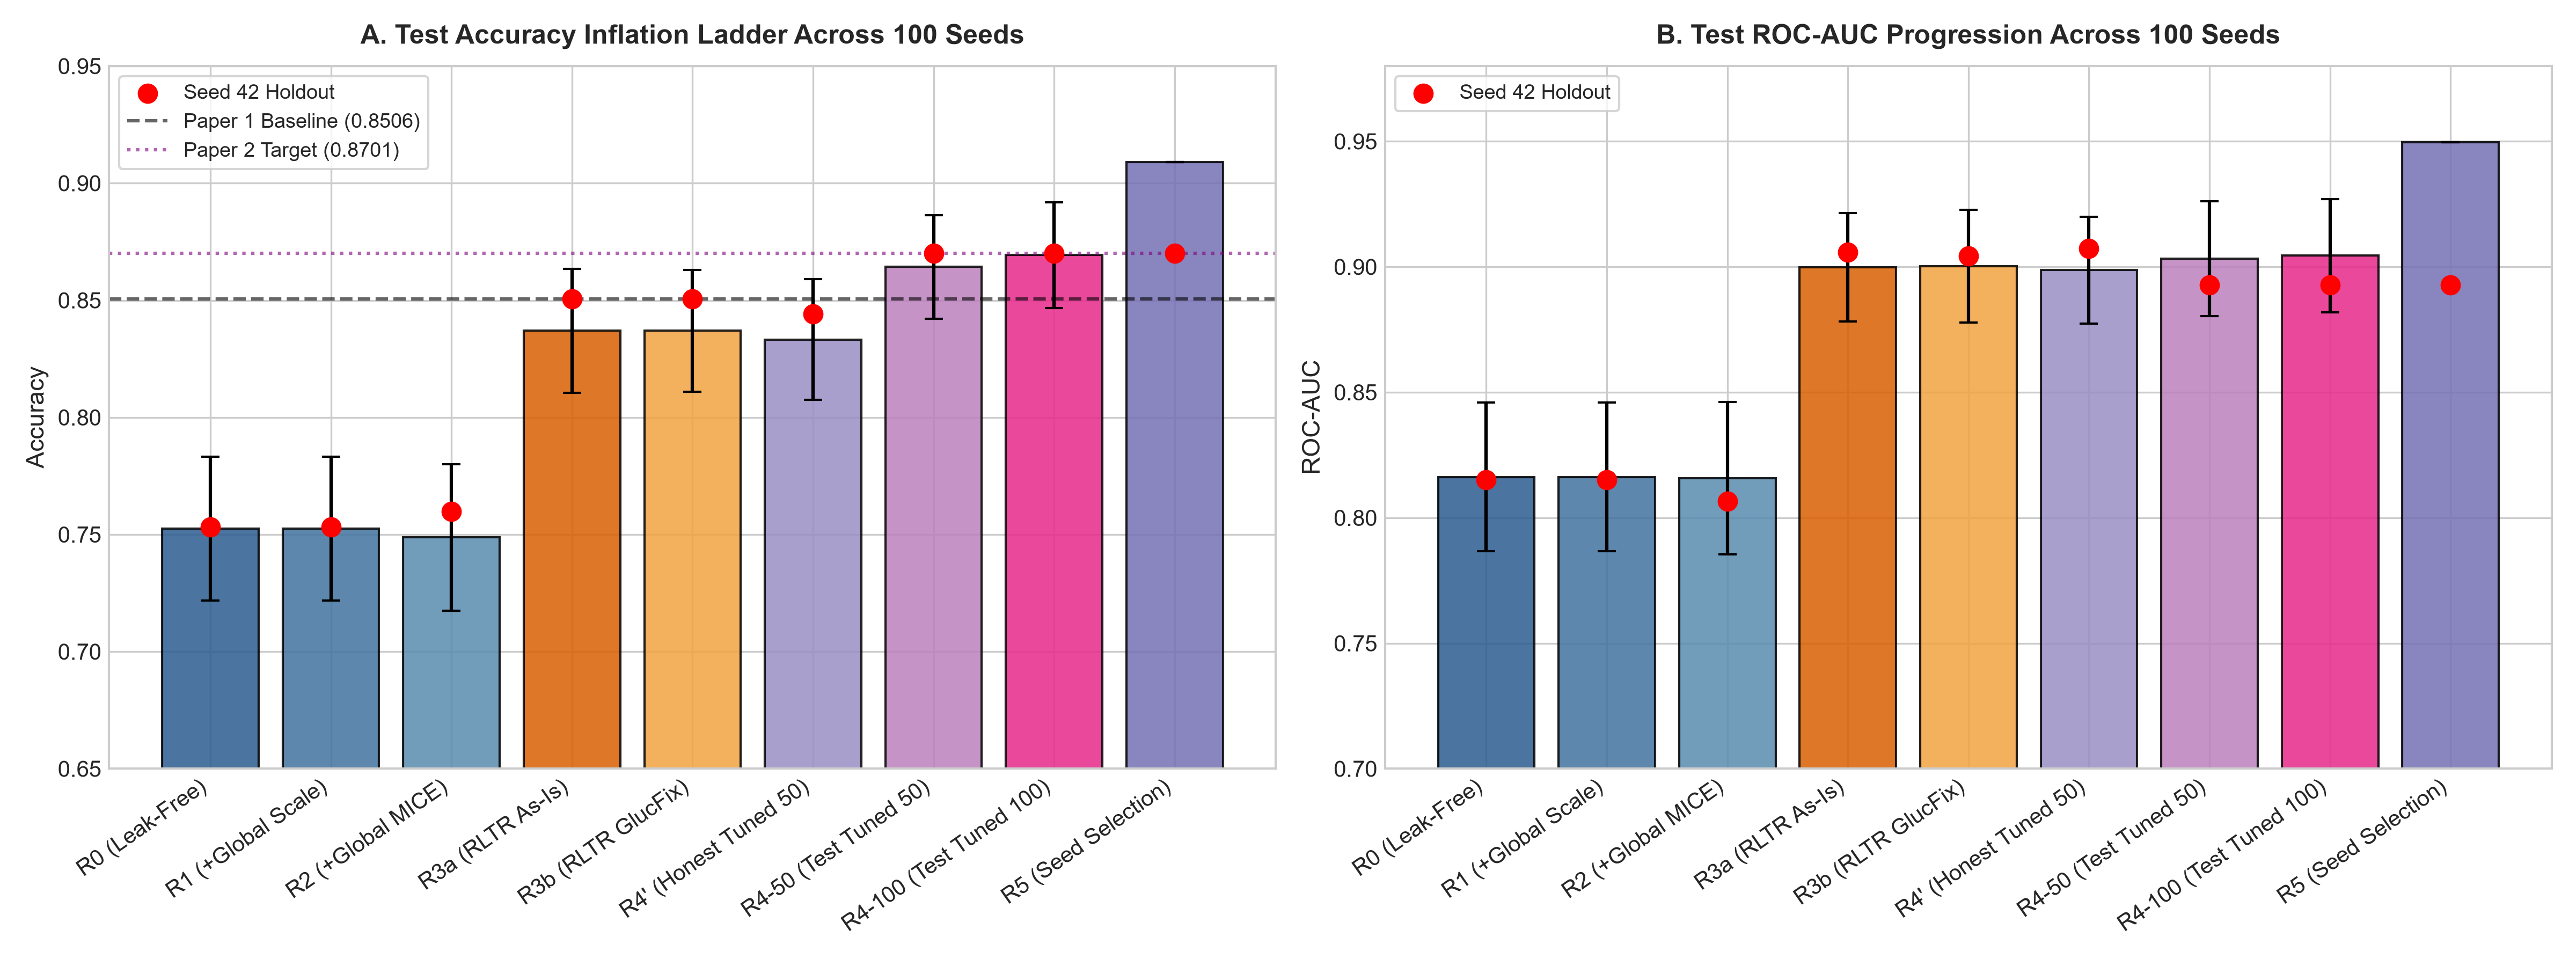 A. Test Accuracy Inflation Ladder Across 100 Seeds
Seed 42 Holdout
Paper 1 Baseline (0.8506)
Paper 2 Target (0.8701)
Accuracy
0.95
0.90
0.85
0.80
0.75
0.70
0.65
R0 (Leak-Free)
R1 (+Global Scale)
R2 (+Global MICE)
R3a (RLTR As-Is)
R3b (RLTR GlucFix)
R4' (Honest Tuned 50)
R4-50 (Test Tuned 50)
R4-100 (Test Tuned 100)
R5 (Seed Selection)
B. Test ROC-AUC Progression Across 100 Seeds
Seed 42 Holdout
ROC-AUC
0.95
0.90
0.85
0.80
0.75
0.70
R0 (Leak-Free)
R1 (+Global Scale)
R2 (+Global MICE)
R3a (RLTR As-Is)
R3b (RLTR GlucFix)
R4' (Honest Tuned 50)
R4-50 (Test Tuned 50)
R4-100 (Test Tuned 100)
R5 (Seed Selection)